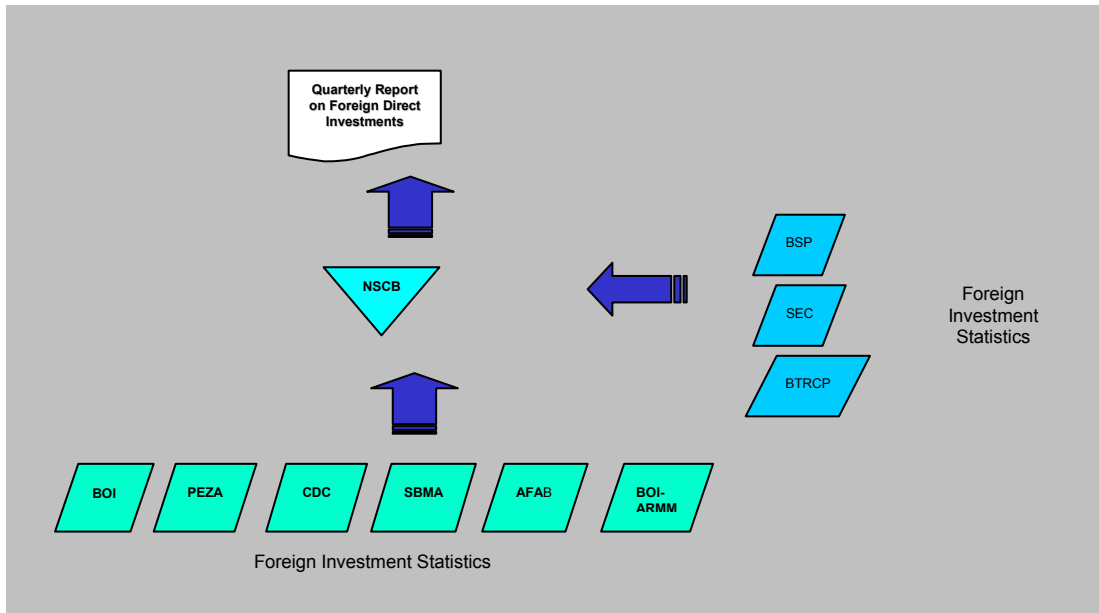 Quarterly Report
on Foreign Direct
Investments
BSP
NSCB
SEC
Foreign
Investment
Statistics
BTRCP
BOI
PEZA
CDC
SBMA
AFAB
BOI-
ARMM
Foreign Investment Statistics